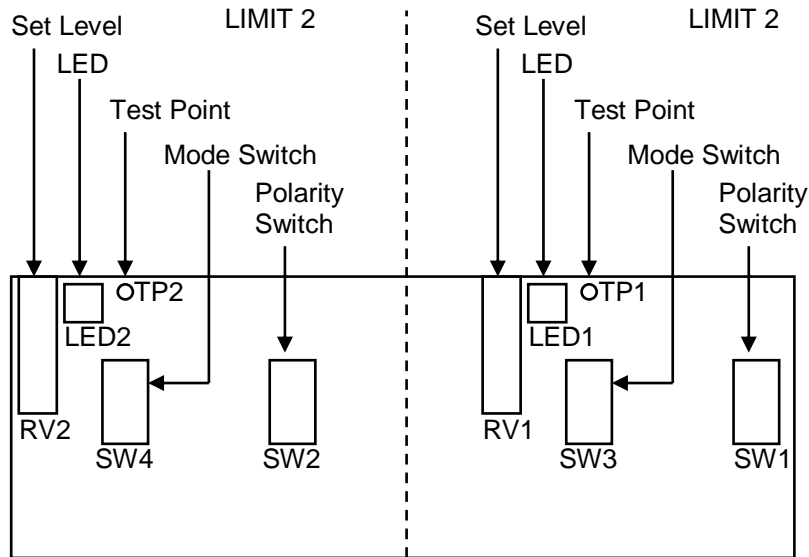 LIMIT 2
Set Level
LED
Test Point
Mode Switch
Polarity
Switch
TP2
LED2
RV2
SW4
SW2
LIMIT 2
Set Level
LED
Test Point
Mode Switch
Polarity
Switch
TP1
LED1
RV1
SW3
SW1